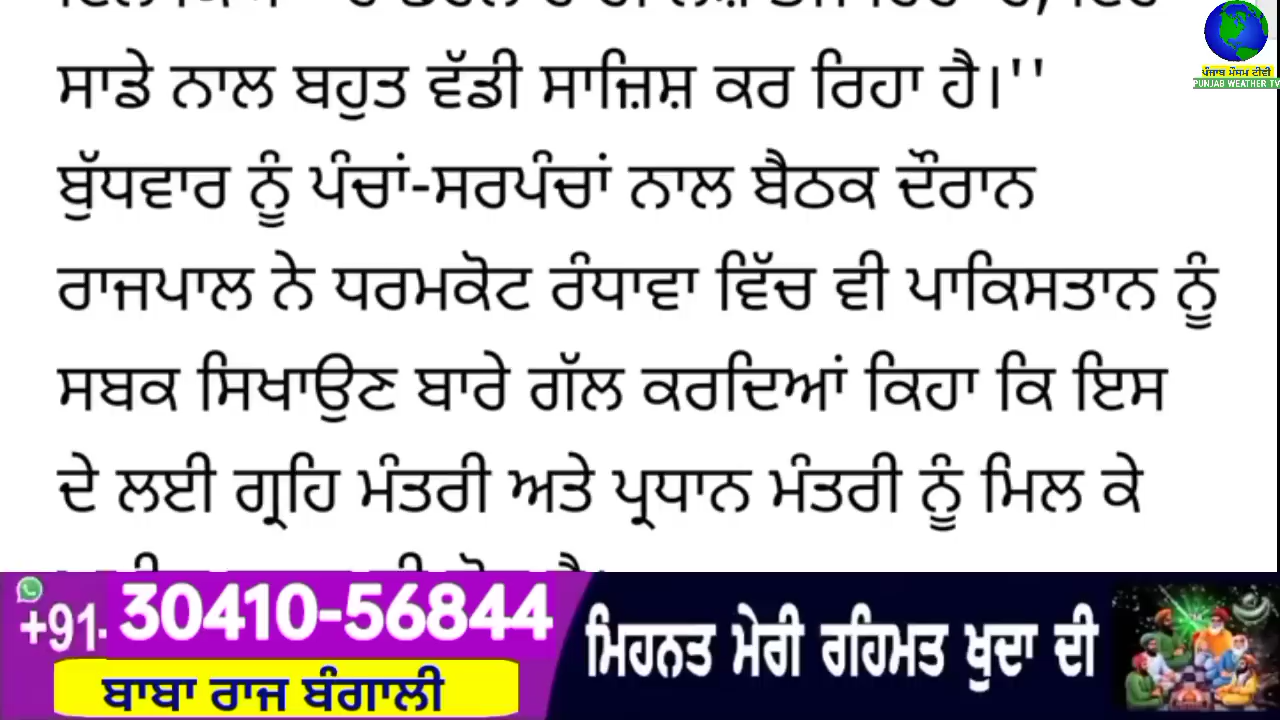 ਸਾਡੇ ਨਾਲ ਬਹੁਤ ਵੱਡੀ ਸਾਜ਼ਿਸ਼ ਕਰ ਰਿਹਾ ਹੈ।''
ਬੁੱਧਵਾਰ ਨੂੰ ਪੰਚਾਂ-ਸਰਪੰਚਾਂ ਨਾਲ ਬੈਠਕ ਦੌਰਾਨ
ਰਾਜਪਾਲ ਨੇ ਧਰਮਕੋਟ ਰੰਧਾਵਾ ਵਿੱਚ ਵੀ ਪਾਕਿਸਤਾਨ ਨੂੰ
ਸਬਕ ਸਿਖਾਉਣ ਬਾਰੇ ਗੱਲ ਕਰਦਿਆਂ ਕਿਹਾ ਕਿ ਇਸ
ਦੇ ਲਈ ਗ੍ਰਹਿ ਮੰਤਰੀ ਅਤੇ ਪ੍ਰਧਾਨ ਮੰਤਰੀ ਨੂੰ ਮਿਲ ਕੇ
ਪੰਜਾਬ ਮੌਸਮ ਟੀਵੀ
PUNJAB WEATHER TV
+91- 30410-56844
ਬਾਬਾ ਰਾਜ ਬੰਗਾਲੀ
ਮਿਹਨਤ ਮੇਰੀ ਰਹਿਮਤ ਖੁਦਾ ਦੀ